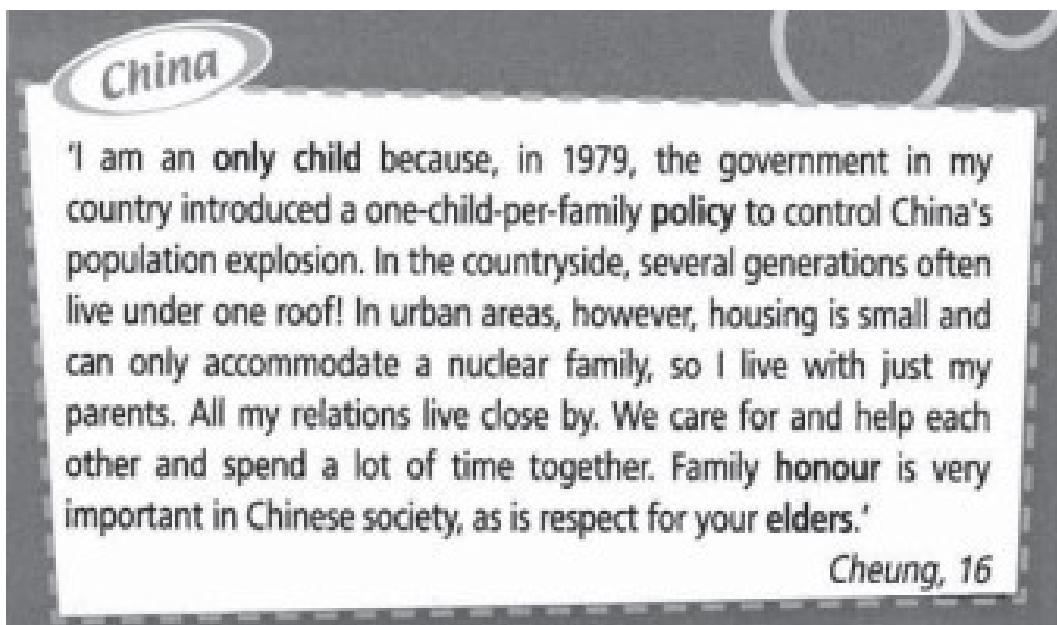 China
'I am an only child because, in 1979, the government in my
country introduced a one-child-per-family policy to control China's
population explosion. In the countryside, several generations often
live under one roof! In urban areas, however, housing is small and
can only accommodate a nuclear family, so I live with just my
parents. All my relations live close by. We care for and help each
other and spend a lot of time together. Family honour is very
important in Chinese society, as is respect for your elders.'
Cheung, 16